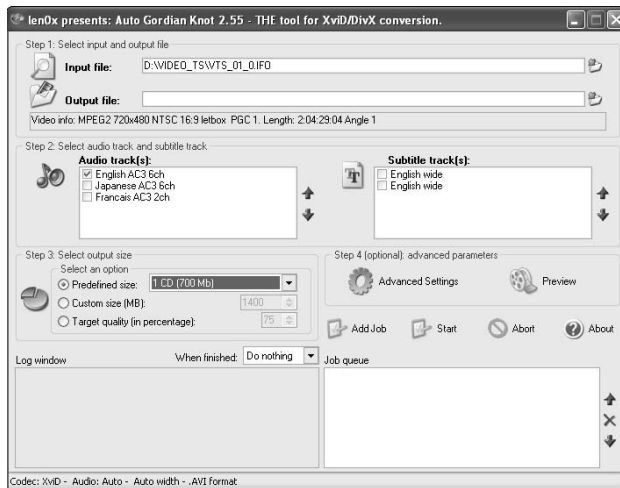 len0x presents: Auto Gordian Knot 2.55 - THE tool for XviD/DivX conversion.
Step 1: Select input and output file
Input file: D:\VIDEO_TS\VTS_01_0.IFO
Output file:
Video info: MPEG2 720x480 NTSC 16:9 letbox PGC 1. Length: 2:04:29:04 Angle 1
Step 2: Select audio track and subtitle track
Audio track(s):
English AC3 6ch
Japanese AC3 6ch
Francais AC3 2ch
Subtitle track(s):
English wide
English wide
Step 3: Select output size
Select an option
Predefined size: 1 CD (700 Mb)
Custom size (MB): 1400
Target quality (in percentage): 75
Step 4 (optional): advanced parameters
Advanced Settings Preview
Add Job Start Abort About
Log window When finished: Do nothing Job queue
Codec: XviD - Audio: Auto - Auto width - .AVI format